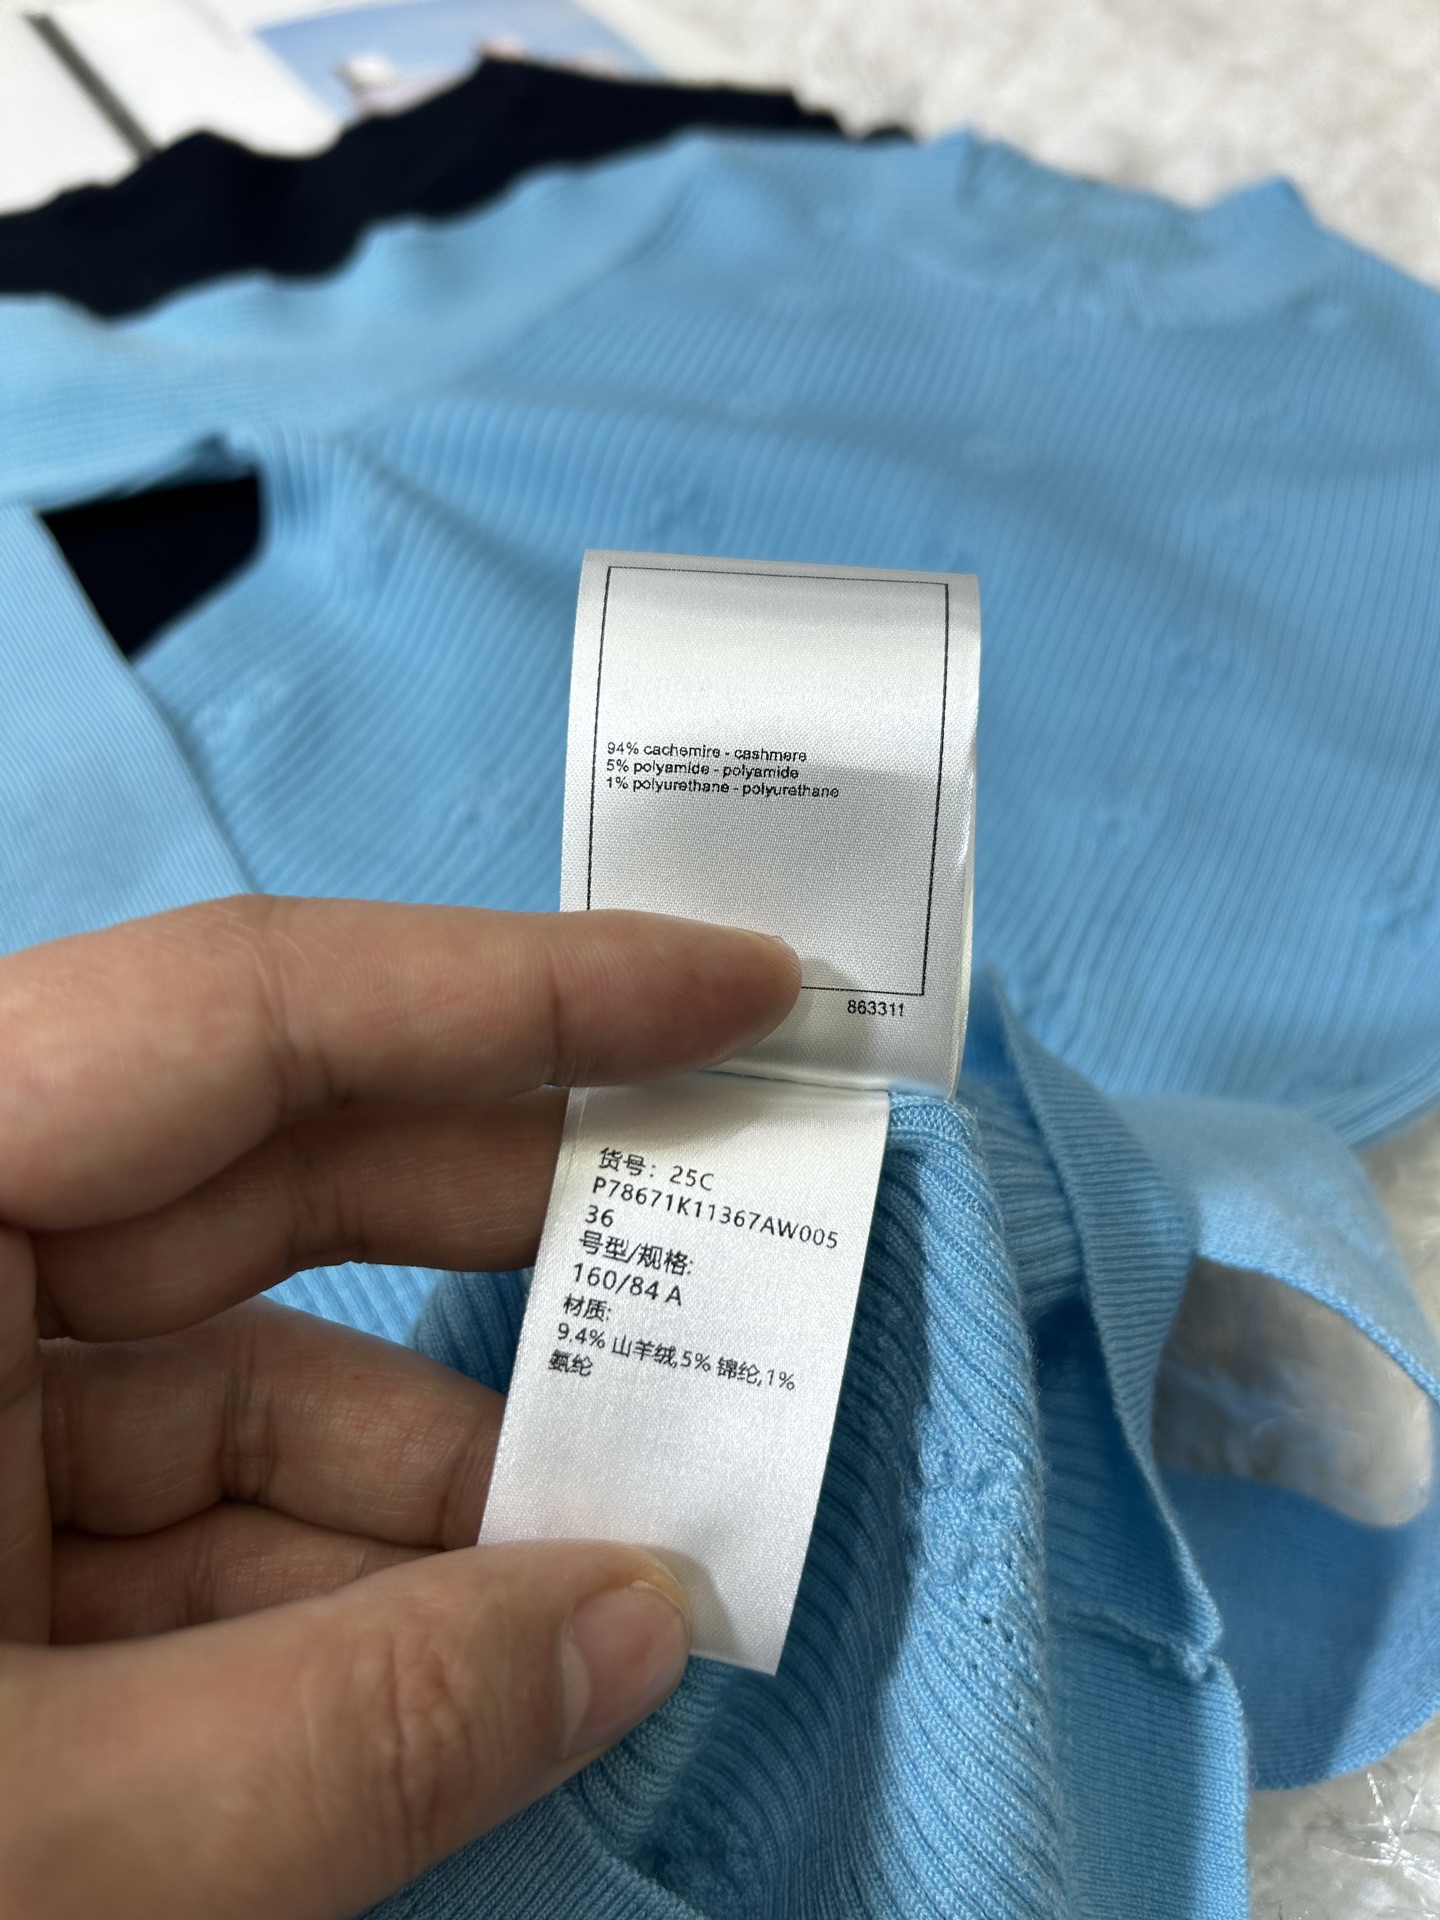 94% cachemire - cashmere
5% polyamide - polyamide
1% polyurethane - polyurethane
863311
货号: 25C
P78671K11367AW005
36
号型/规格:
160/84 A
材质:
9.4% 山羊绒,5% 锦纶,1%
氨纶